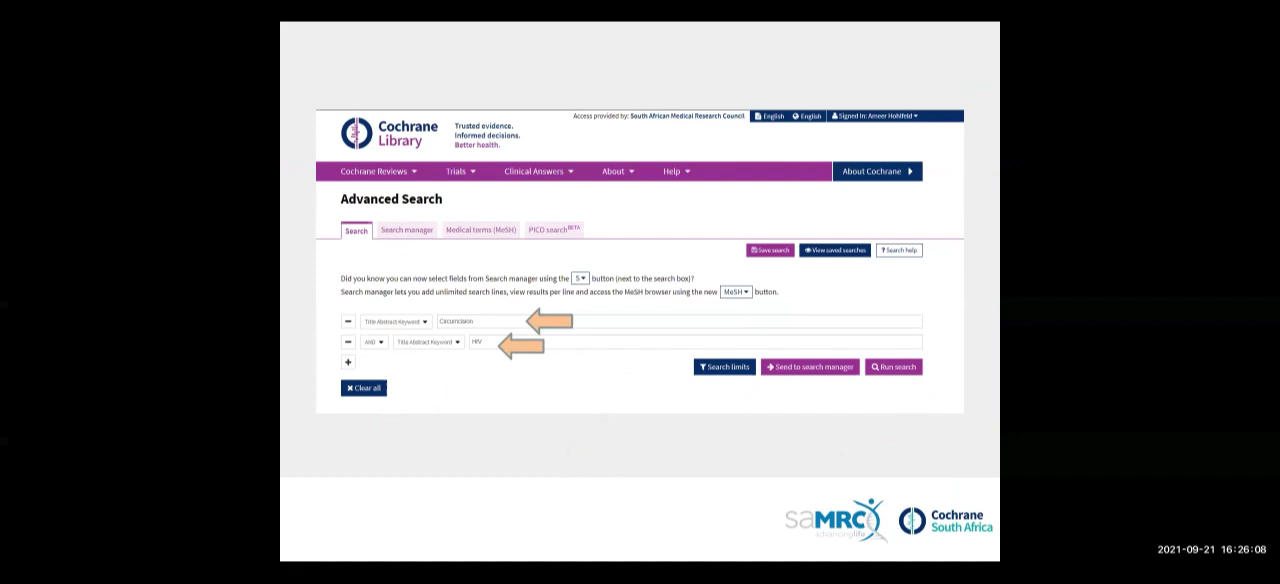 Access provided by: South African Medical Research Council English English Signed In: Ameer Hohlfeld
Cochrane Library
Trusted evidence.
Informed decisions.
Better health.
Cochrane Reviews Trials Clinical Answers About Help About Cochrane
Advanced Search
Search Search manager Medical terms (MeSH) PICO search BETA
Save search View saved searches ? Search help
Did you know you can now select fields from Search manager using the S button (next to the search box)?
Search manager lets you add unlimited search lines, view results per line and access the MeSH browser using the new MeSH button.
Title Abstract Keyword Circumcision
AND Title Abstract Keyword HIV
Search limits Send to search manager Run search
Clear all
saMRC
advancing life
Cochrane
South Africa
2021-09-21 16:26:08